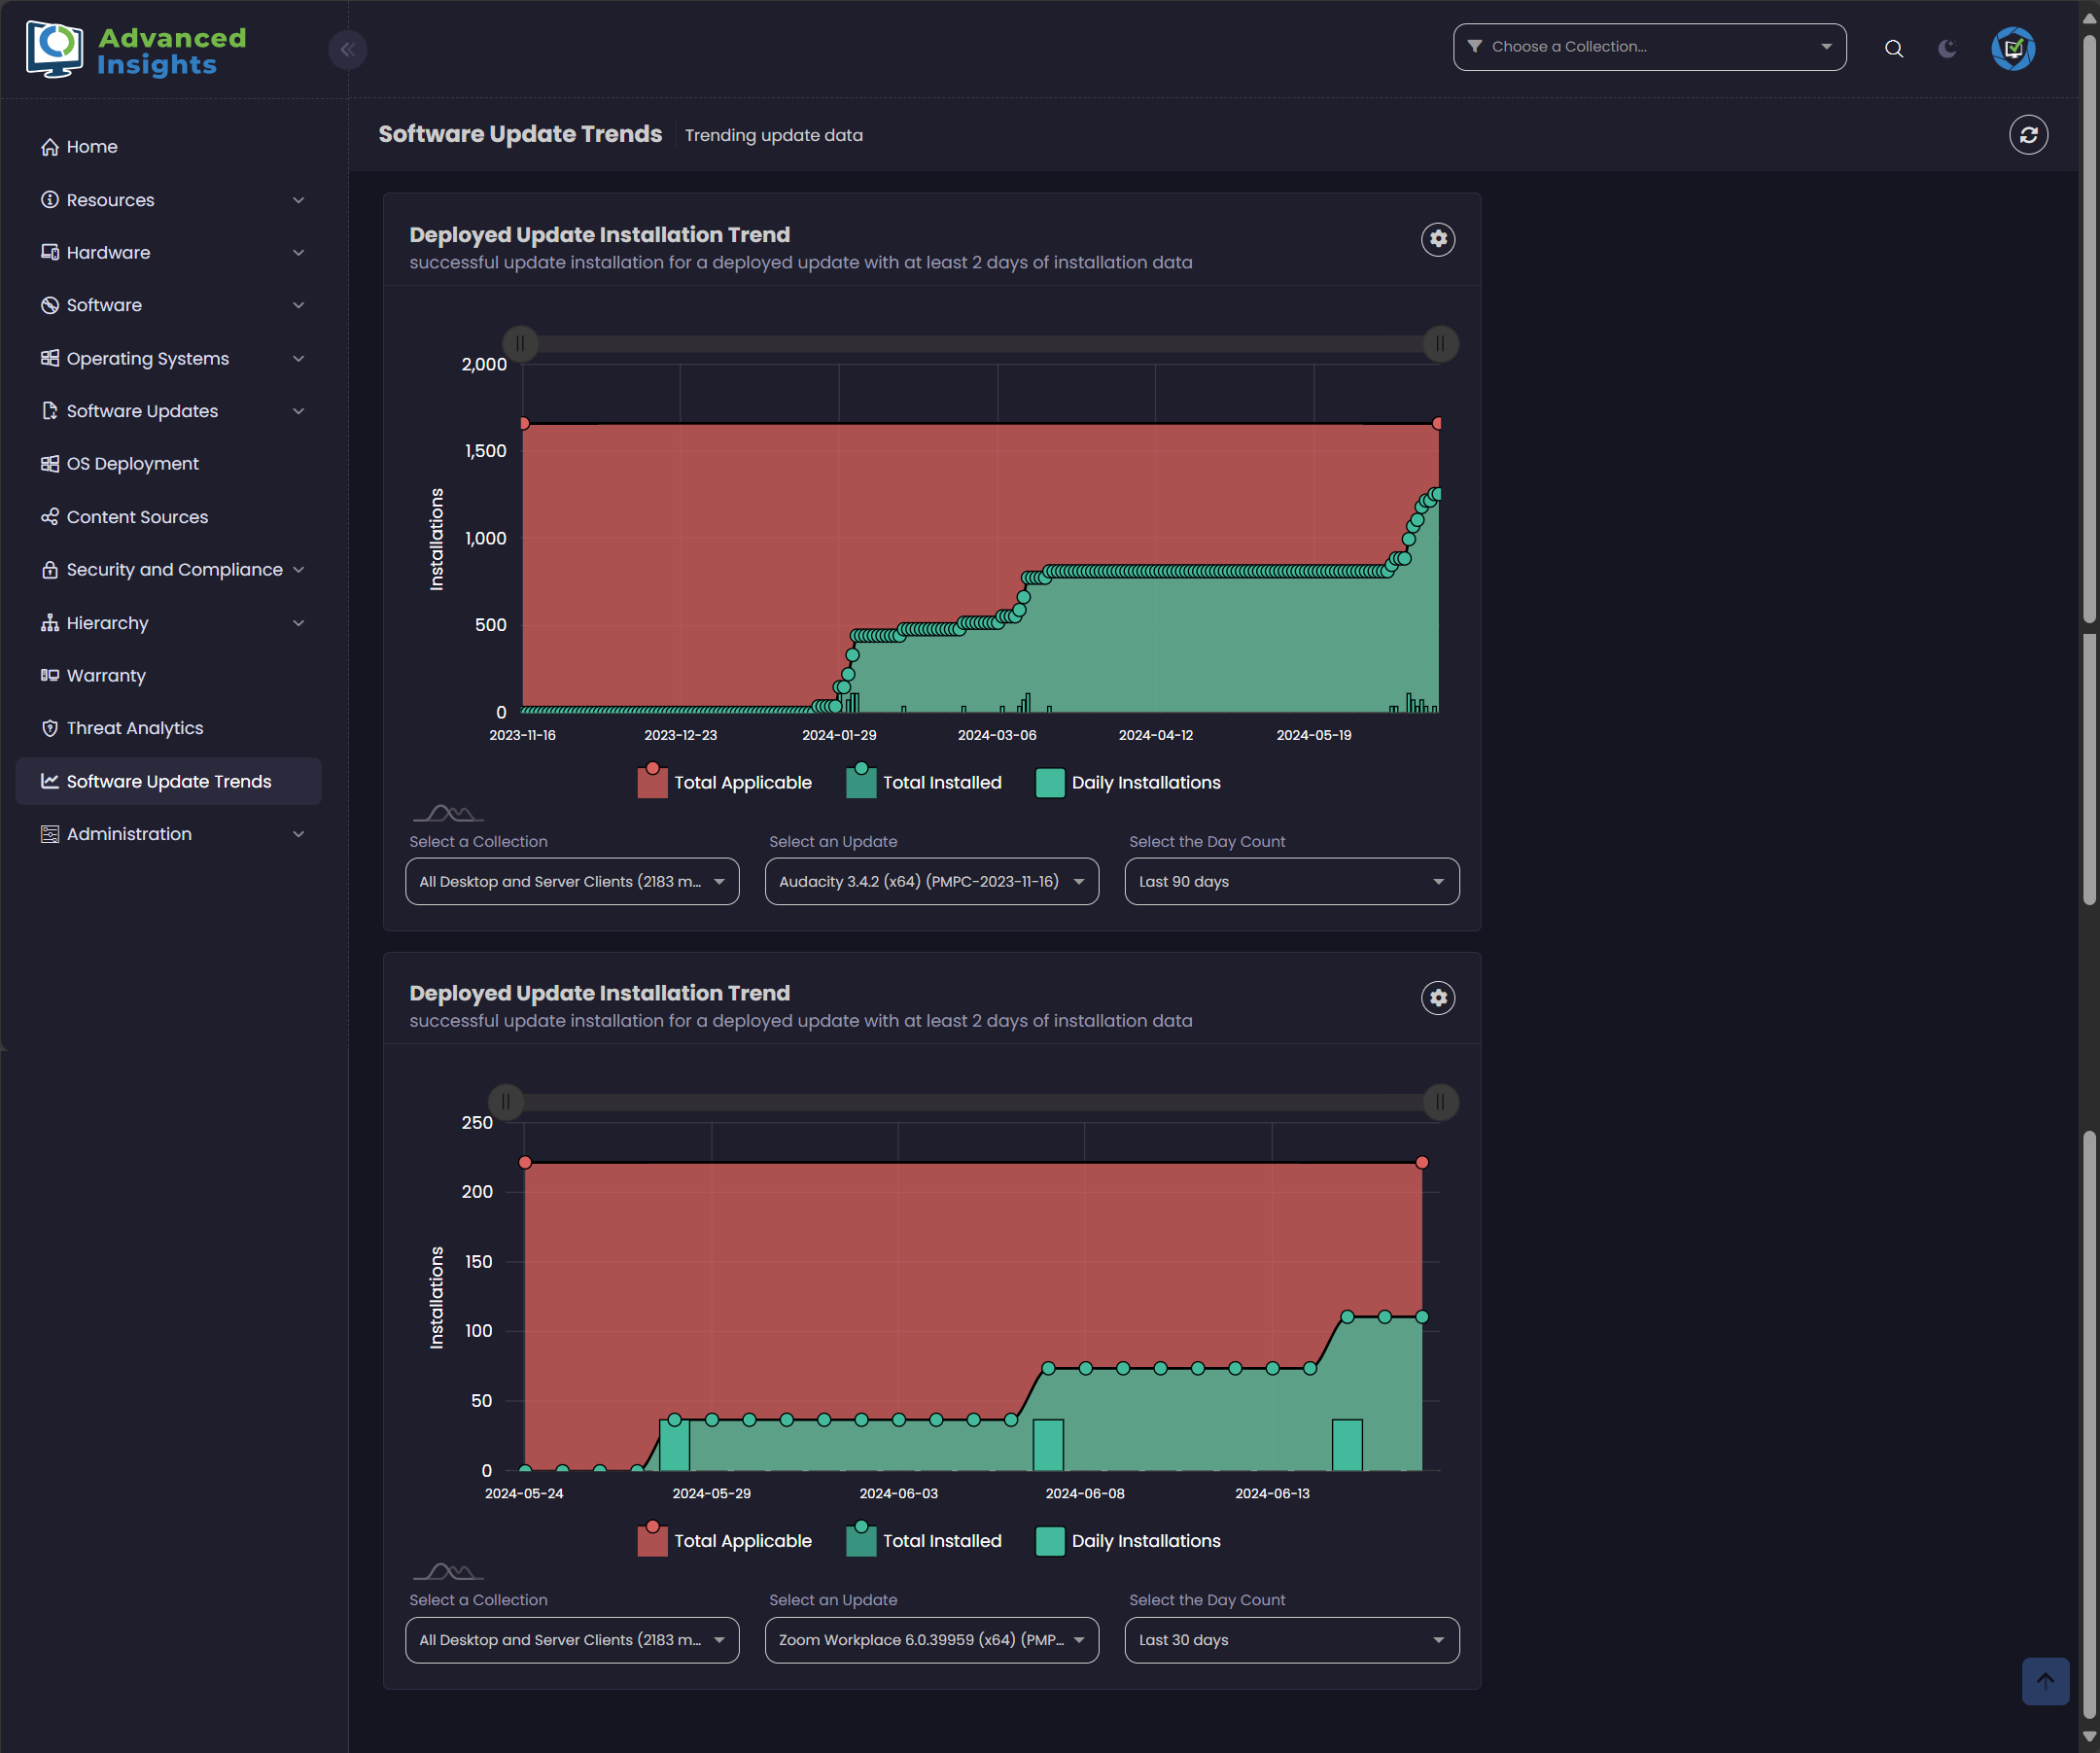 Advanced
Insights
Choose a Collection...
Home
Resources
Hardware
Software
Operating Systems
Software Updates
OS Deployment
Content Sources
Security and Compliance
Hierarchy
Warranty
Threat Analytics
Software Update Trends
Administration
Software Update Trends Trending update data
Deployed Update Installation Trend
successful update installation for a deployed update with at least 2 days of installation data
2,000
1,500
1,000
500
0
Installations
2023-11-16 2023-12-23 2024-01-29 2024-03-06 2024-04-12 2024-05-19
Total Applicable Total Installed Daily Installations
Select a Collection Select an Update Select the Day Count
All Desktop and Server Clients (2183 m... Audacity 3.4.2 (x64) (PMPC-2023-11-16) Last 90 days
Deployed Update Installation Trend
successful update installation for a deployed update with at least 2 days of installation data
250
200
150
100
50
0
Installations
2024-05-24 2024-05-29 2024-06-03 2024-06-08 2024-06-13
Total Applicable Total Installed Daily Installations
Select a Collection Select an Update Select the Day Count
All Desktop and Server Clients (2183 m... Zoom Workplace 6.0.39959 (x64) (PMP... Last 30 days